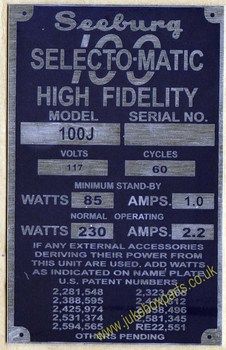 Seeburg
100
SELECTO-MATIC
HIGH FIDELITY
MODEL SERIAL NO.
100J
VOLTS CYCLES
117 60
MINIMUM STAND-BY
WATTS 85 AMPS. 1.0
NORMAL OPERATING
WATTS 230 AMPS. 2.2
IF ANY EXTERNAL ACCESSORIES
DERIVING THEIR POWER FROM
THIS UNIT ARE USED. ADD WATTS
AS INDICATED ON NAME PLATE
U.S. PATENT NUMBERS
2,281,548
2,388,595
2,425,974
2,531,374
2,594,565 RE22,551
OTHERS PENDING
www.jukeboxparts.co.uk